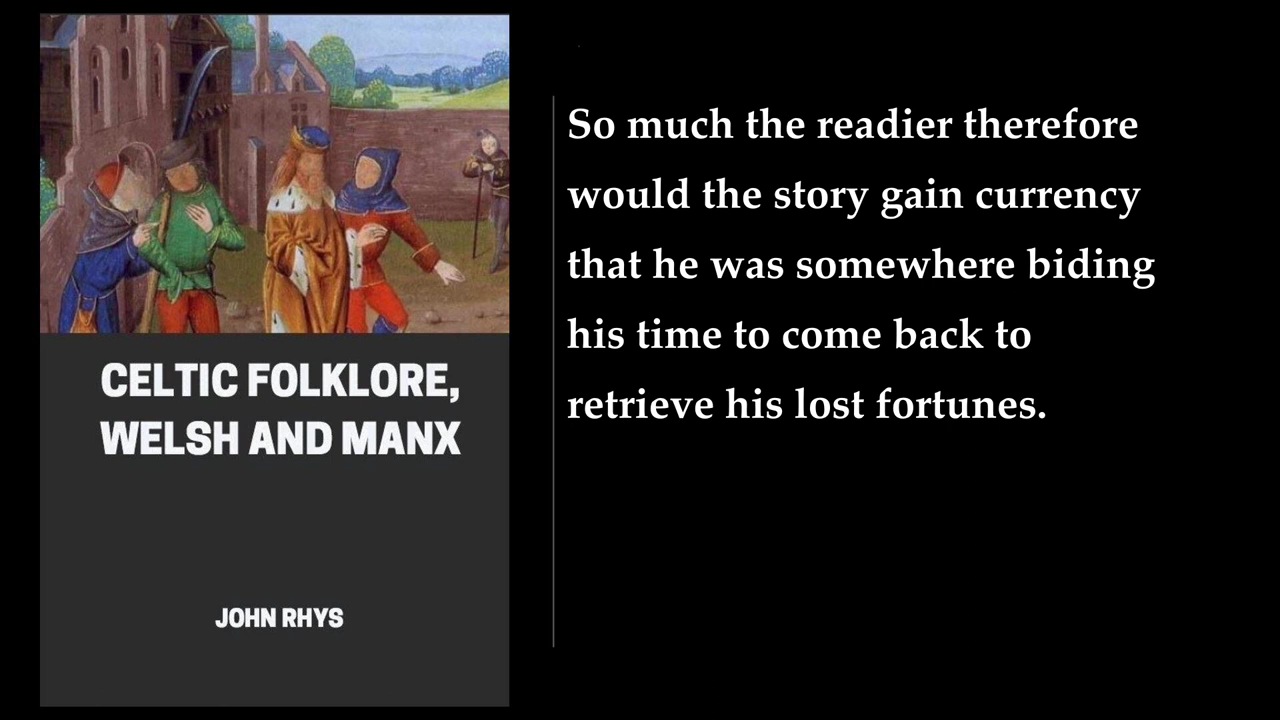 CELTIC FOLKLORE,
WELSH AND MANX
JOHN RHYS
So much the readier therefore
would the story gain currency
that he was somewhere biding
his time to come back to
retrieve his lost fortunes.